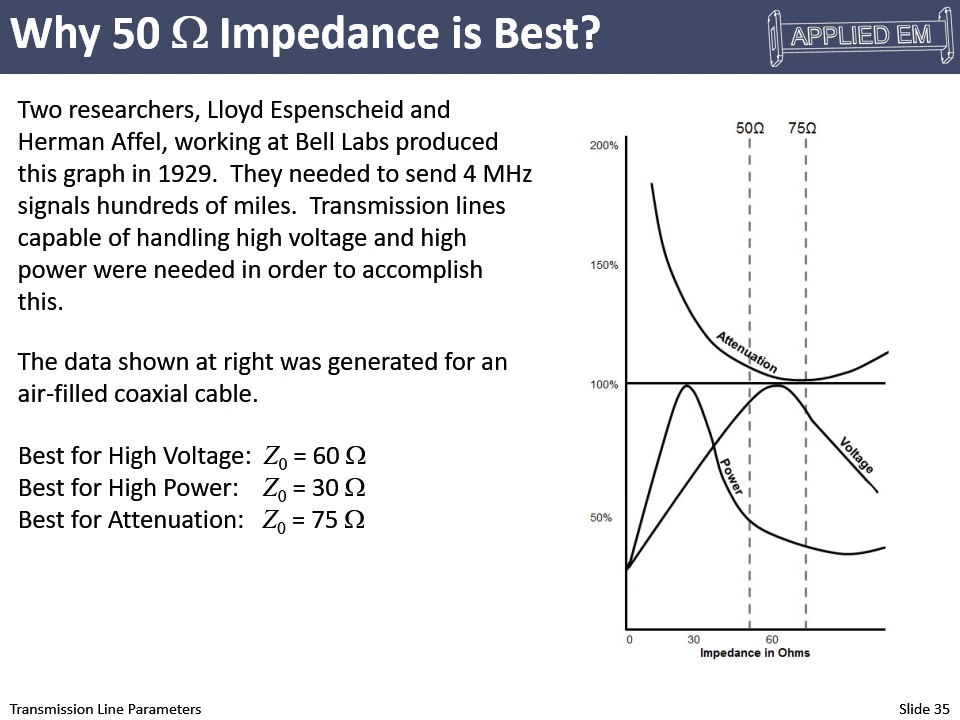 Why 50 Ω Impedance is Best?
APPLIED EM
Two researchers, Lloyd Espenscheid and
Herman Affel, working at Bell Labs produced
this graph in 1929.  They needed to send 4 MHz
signals hundreds of miles.  Transmission lines
capable of handling high voltage and high
power were needed in order to accomplish
this.
The data shown at right was generated for an
air-filled coaxial cable.
Best for High Voltage: Z0 = 60 Ω
Best for High Power: Z0 = 30 Ω
Best for Attenuation: Z0 = 75 Ω
50Ω 75Ω
200%
150%
Attenuation
100%
Voltage
Power
50%
0 30 60
Impedance in Ohms
Transmission Line Parameters
Slide 35